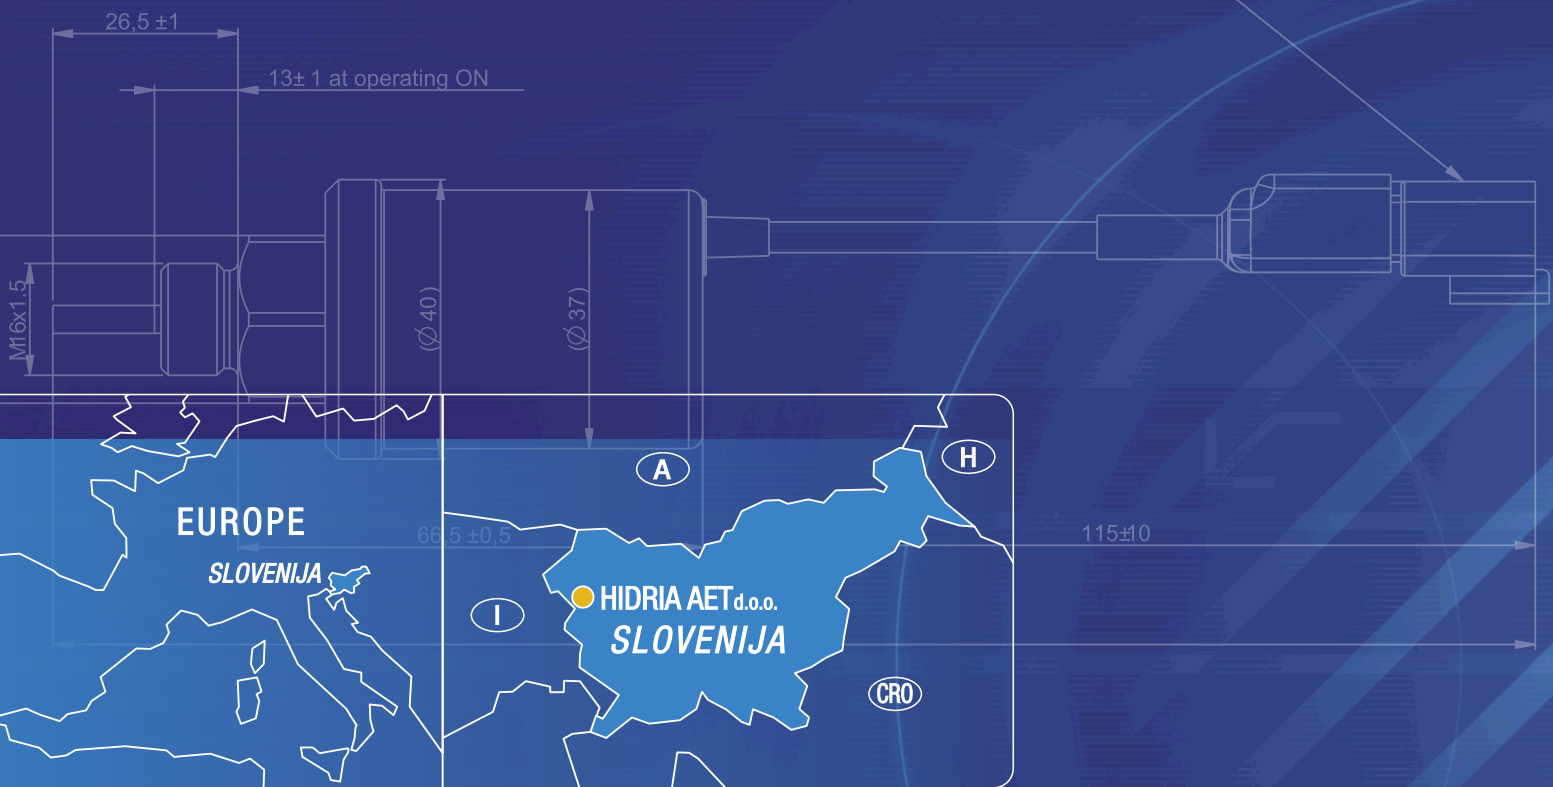 26,5 ±1
13± 1 at operating ON
M16x1.5
(Ø 40)
(Ø 37)
A
H
EUROPE
66,5 ±0,5
115±10
SLOVENIJA
HIDRIA AET d.o.o.
I
SLOVENIJA
CRO